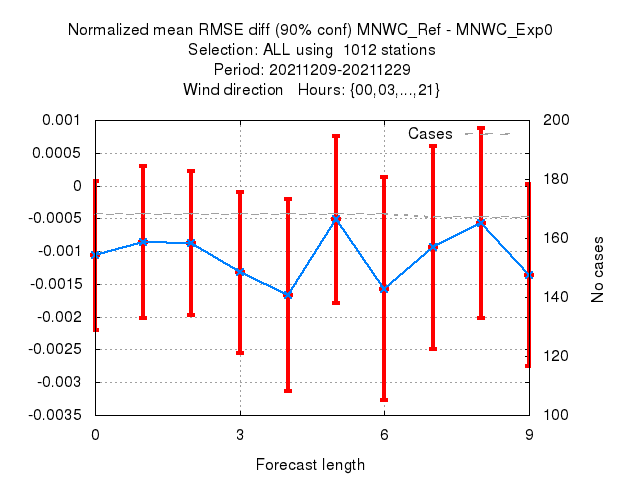 Normalized mean RMSE diff (90% conf) MNWC_Ref - MNWC_Exp0
Selection: ALL using  1012 stations
Period: 20211209-20211229
Wind direction   Hours: {00,03,...,21}
0.001
0.0005
0
-0.0005
-0.001
-0.0015
-0.002
-0.0025
-0.003
-0.0035
Cases
200
180
160
140
120
100
No cases
0 3 6 9
Forecast length